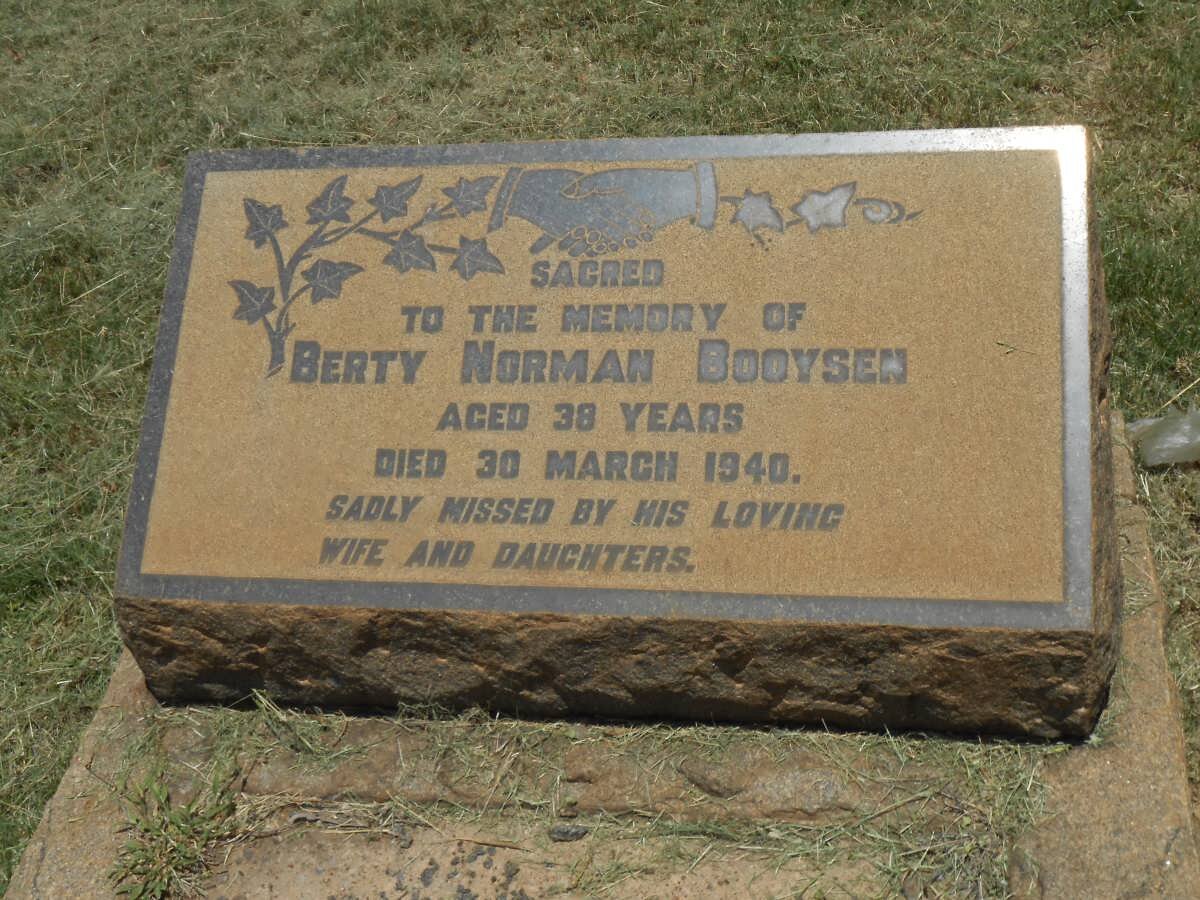 SACRED
TO THE MEMORY OF
BERTY NORMAN BOOYSEN
AGED 38 YEARS
DIED 30 MARCH 1940.
SADLY MISSED BY HIS LOVING
WIFE AND DAUGHTERS.